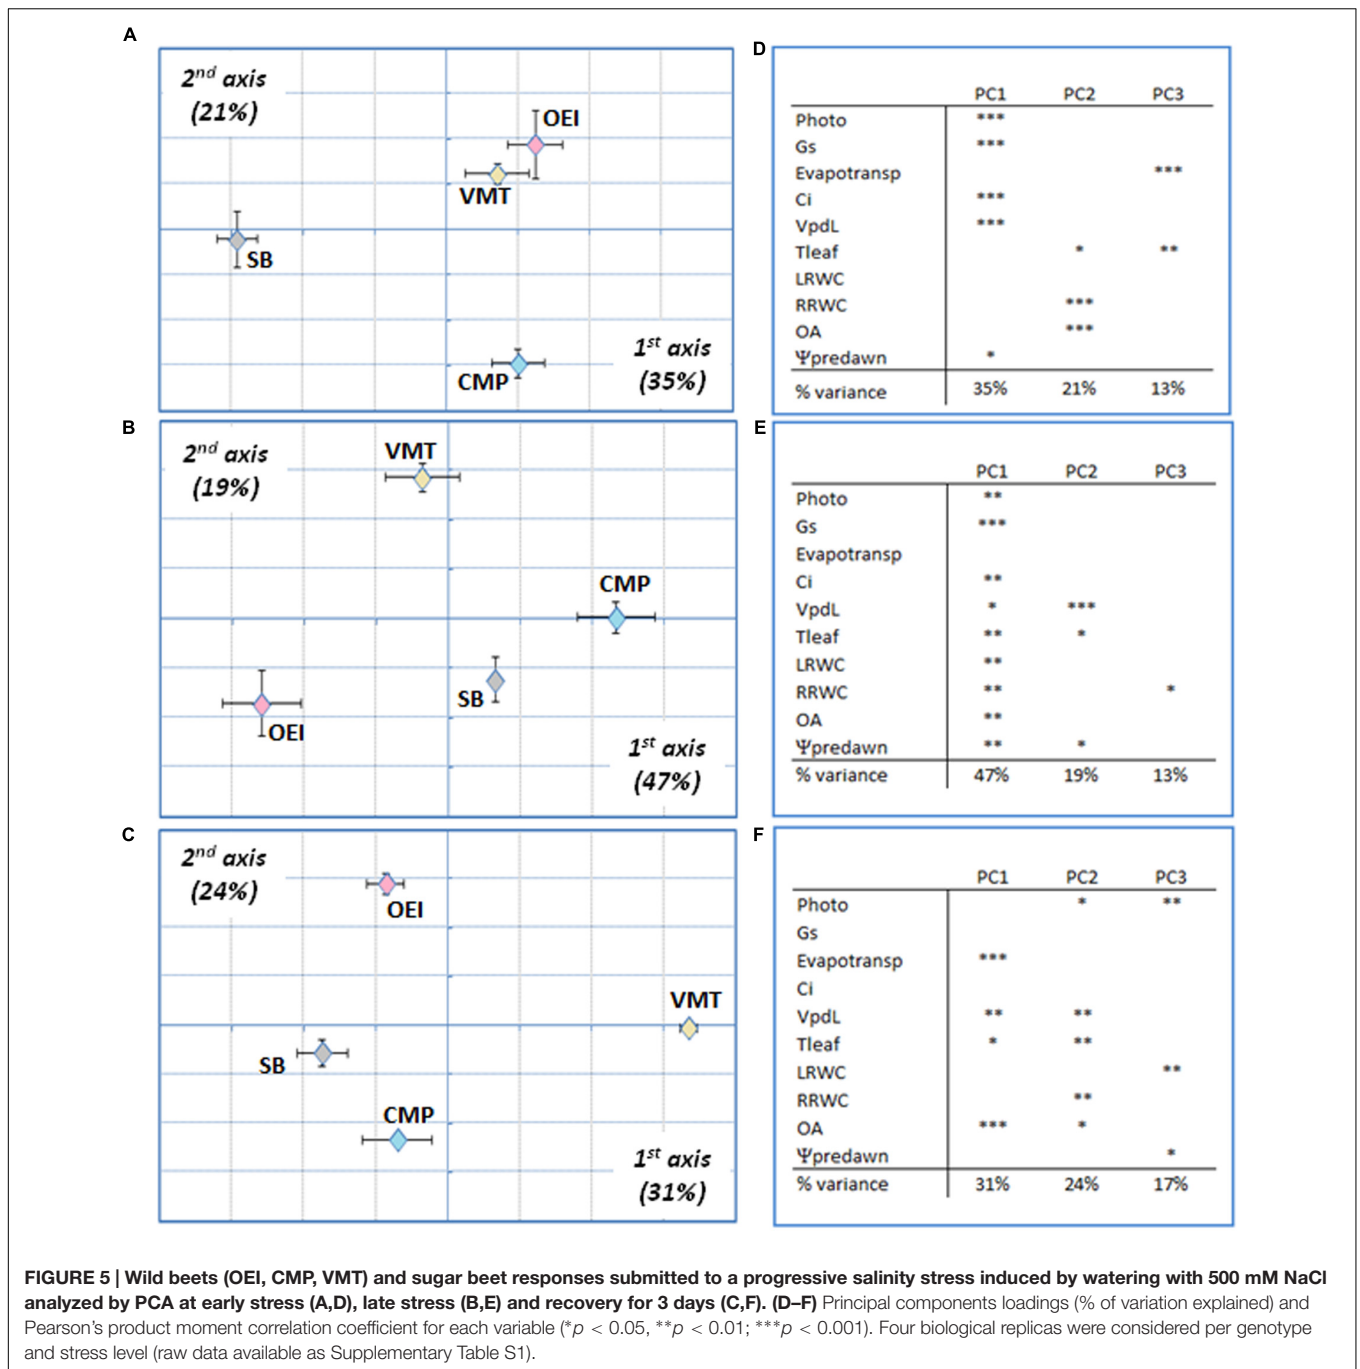 A
2nd axis
(21%)
OEI
VMT
SB
CMP
1st axis
(35%)
D
PC1 PC2 PC3
Photo ***
Gs ***
Evapotransp ***
Ci ***
VpdL ***
Tleaf * **
LRWC
RRWC ***
OA ***
Ψpredawn *
% variance 35% 21% 13%
B
2nd axis
(19%)
VMT
CMP
SB
OEI
1st axis
(47%)
E
PC1 PC2 PC3
Photo **
Gs ***
Evapotransp
Ci **
VpdL * ***
Tleaf ** *
LRWC **
RRWC ** *
OA **
Ψpredawn ** *
% variance 47% 19% 13%
C
2nd axis
(24%)
OEI
VMT
SB
CMP
1st axis
(31%)
F
PC1 PC2 PC3
Photo * **
Gs
Evapotransp ***
Ci
VpdL ** **
Tleaf * **
LRWC **
RRWC **
OA *** *
Ψpredawn *
% variance 31% 24% 17%
FIGURE 5 | Wild beets (OEI, CMP, VMT) and sugar beet responses submitted to a progressive salinity stress induced by watering with 500 mM NaCl
analyzed by PCA at early stress (A,D), late stress (B,E) and recovery for 3 days (C,F). (D–F) Principal components loadings (% of variation explained) and
Pearson's product moment correlation coefficient for each variable (*p < 0.05, **p < 0.01; ***p < 0.001). Four biological replicas were considered per genotype
and stress level (raw data available as Supplementary Table S1).